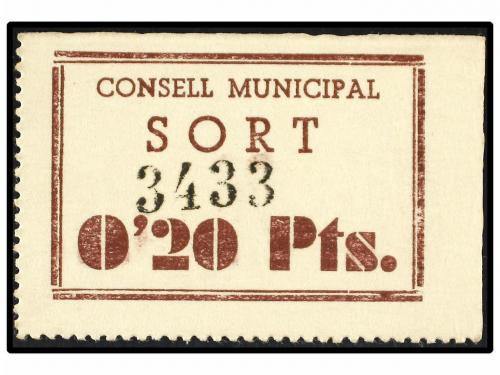 CONSELL MUNICIPAL
SORT
3433
0'20 Pts.